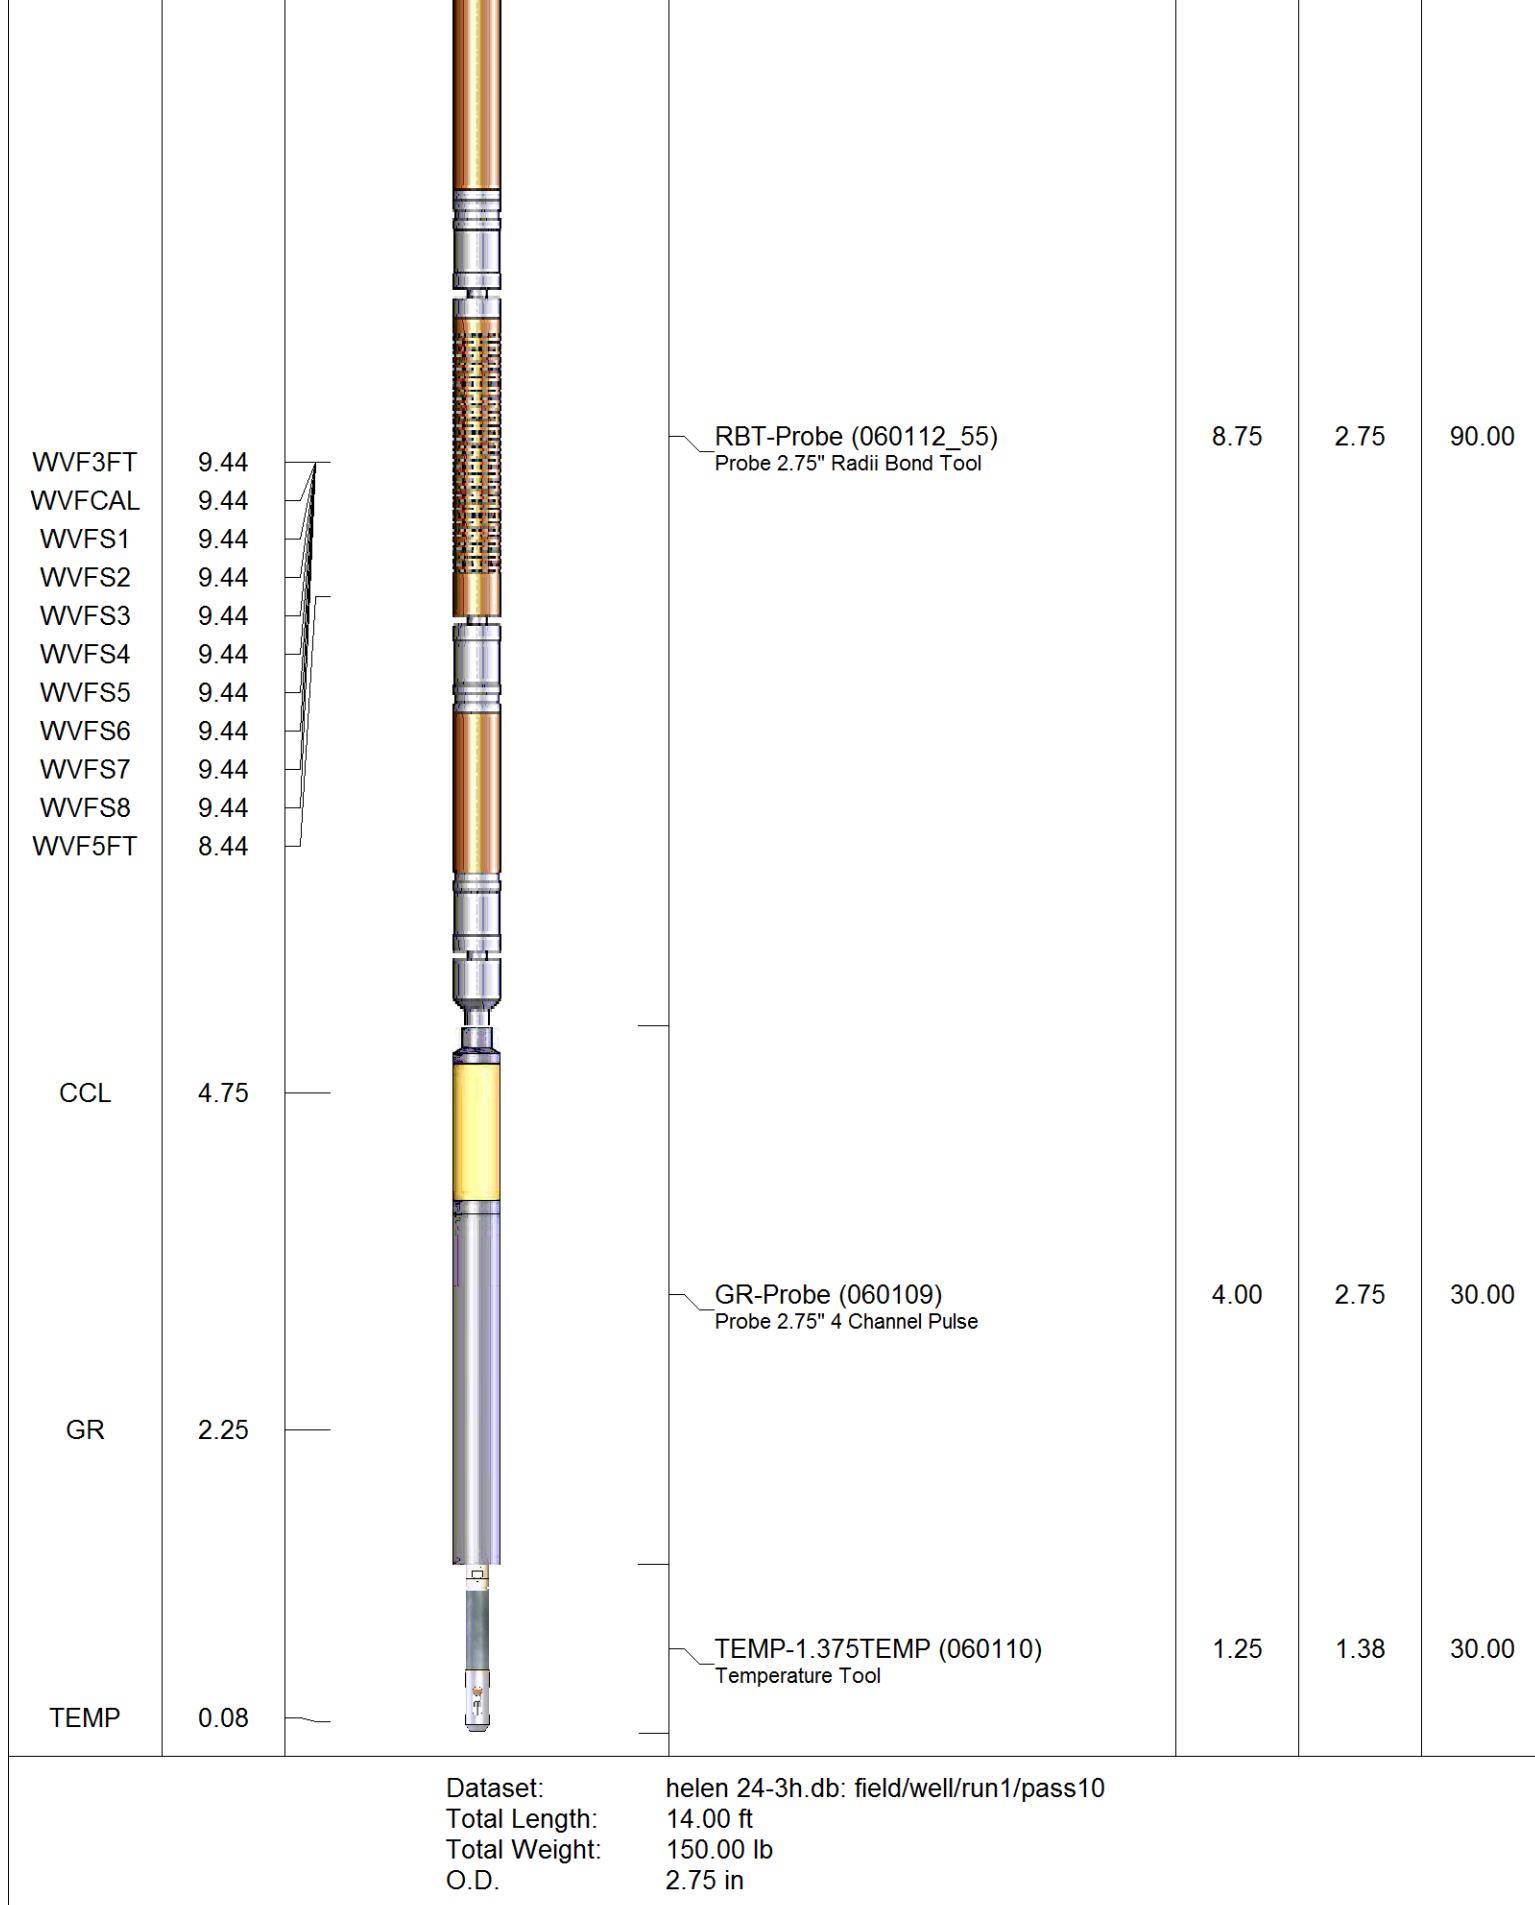 RBT-Probe (060112_55) 8.75 2.75 90.00
Probe 2.75" Radii Bond Tool
WVF3FT 9.44
WVFCAL 9.44
WVFS1 9.44
WVFS2 9.44
WVFS3 9.44
WVFS4 9.44
WVFS5 9.44
WVFS6 9.44
WVFS7 9.44
WVFS8 9.44
WVF5FT 8.44
CCL 4.75
GR-Probe (060109) 4.00 2.75 30.00
Probe 2.75" 4 Channel Pulse
GR 2.25
TEMP-1.375TEMP (060110) 1.25 1.38 30.00
Temperature Tool
TEMP 0.08
Dataset: helen 24-3h.db: field/well/run1/pass10
Total Length: 14.00 ft
Total Weight: 150.00 lb
O.D. 2.75 in